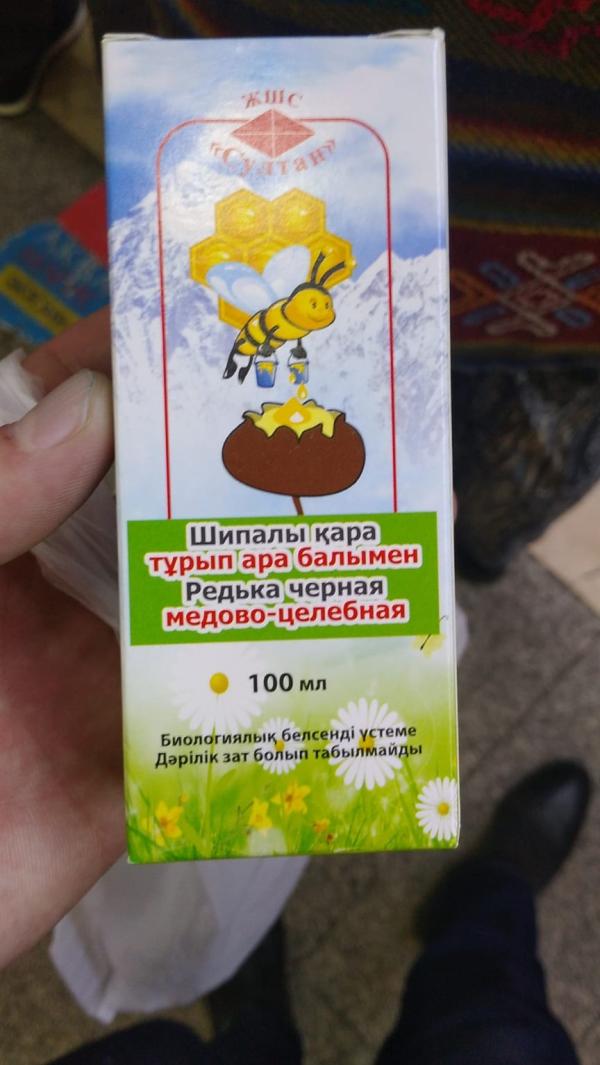 ЖШС
«Султан»
Шипалы қара
тұрып ара балымен
Редька черная
медово-целебная
100 мл
Биологиялық белсенді үстеме
Дәрілік зат болып табылмайды